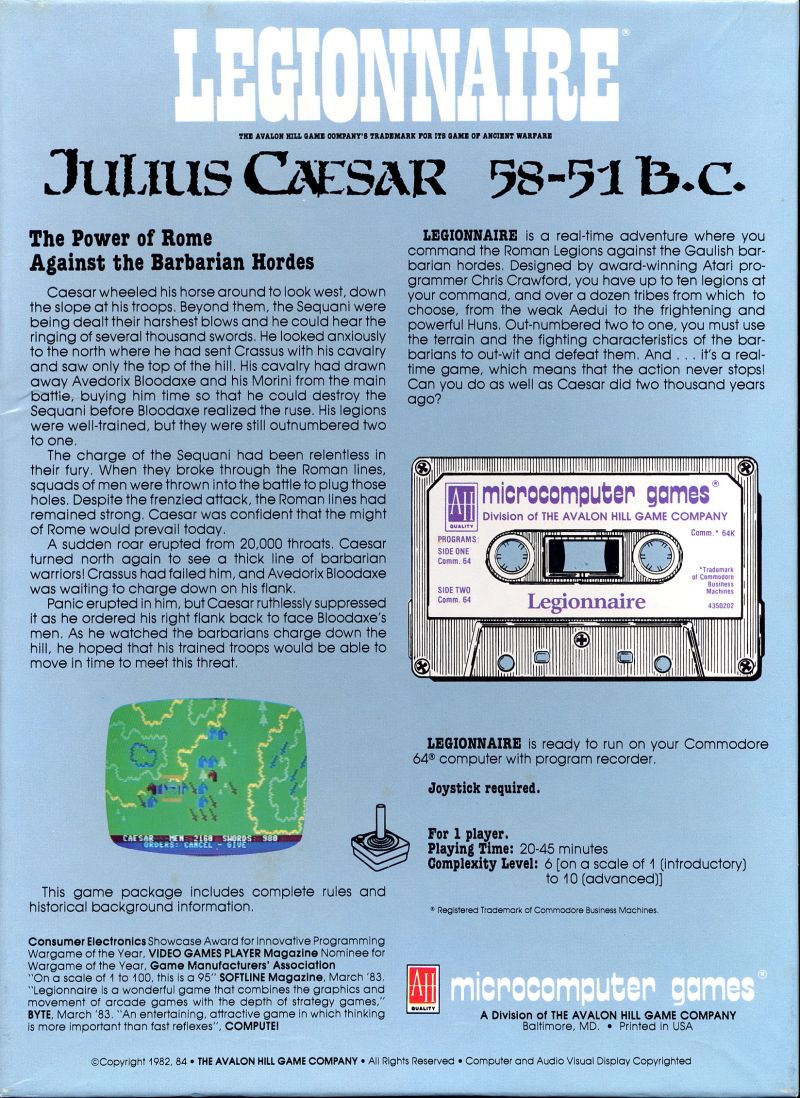 LEGIONNAIRE®
THE AVALON HILL GAME COMPANY'S TRADEMARK FOR ITS GAME OF ANCIENT WARFARE
JULIUS CAESAR 58-51 B.C.
The Power of Rome
Against the Barbarian Hordes
Caesar wheeled his horse around to look west, down
the slope at his troops. Beyond them, the Sequani were
being dealt their harshest blows and he could hear the
ringing of several thousand swords. He looked anxiously
to the north where he had sent Crassus with his cavalry
and saw only the top of the hill. His cavalry had drawn
away Avedorix Bloodaxe and his Morini from the main
battle, buying him time so that he could destroy the
Sequani before Bloodaxe realized the ruse. His legions
were well-trained, but they were still outnumbered two
to one.
The charge of the Sequani had been relentless in
their fury. When they broke through the Roman lines,
squads of men were thrown into the battle to plug those
holes. Despite the frenzied attack, the Roman lines had
remained strong. Caesar was confident that the might
of Rome would prevail today.
A sudden roar erupted from 20,000 throats. Caesar
turned north again to see a thick line of barbarian
warriors! Crassus had failed him, and Avedorix Bloodaxe
was waiting to charge down on his flank.
Panic erupted in him, but Caesar ruthlessly suppressed
it as he ordered his right flank back to face Bloodaxe's
men. As he watched the barbarians charge down the
hill, he hoped that his trained troops would be able to
move in time to meet this threat.
CAESAR MEN 2160 SWORDS 980
ORDERS: CANCEL - GIVE
This game package includes complete rules and
historical background information.
Consumer Electronics Showcase Award for Innovative Programming
Wargame of the Year, VIDEO GAMES PLAYER Magazine Nominee for
Wargame of the Year, Game Manufacturers' Association
"On a scale of 1 to 100, this is a 95" SOFTLINE Magazine, March '83.
"Legionnaire is a wonderful game that combines the graphics and
movement of arcade games with the depth of strategy games,"
BYTE, March '83. "An entertaining, attractive game in which thinking
is more important than fast reflexes", COMPUTE!
LEGIONNAIRE is a real-time adventure where you
command the Roman Legions against the Gaulish bar-
barian hordes. Designed by award-winning Atari pro-
grammer Chris Crawford, you have up to ten legions at
your command, and over a dozen tribes from which to
choose, from the weak Aedui to the frightening and
powerful Huns. Out-numbered two to one, you must use
the terrain and the fighting characteristics of the bar-
barians to out-wit and defeat them. And . . . it's a real-
time game, which means that the action never stops!
Can you do as well as Caesar did two thousand years
ago?
AH QUALITY microcomputer games®
Division of THE AVALON HILL GAME COMPANY
PROGRAMS:
SIDE ONE
Comm. 64
SIDE TWO
Comm. 64
Comm.* 64K
*Trademark
of Commodore
Business
Machines
4350202
Legionnaire
LEGIONNAIRE is ready to run on your Commodore
64® computer with program recorder.
Joystick required.
For 1 player.
Playing Time: 20-45 minutes
Complexity Level: 6 [on a scale of 1 (introductory)
to 10 (advanced)]
® Registered Trademark of Commodore Business Machines.
AH QUALITY microcomputer games®
A Division of THE AVALON HILL GAME COMPANY
Baltimore, MD. • Printed in USA
©Copyright 1982, 84 • THE AVALON HILL GAME COMPANY • All Rights Reserved • Computer and Audio Visual Display Copyrighted